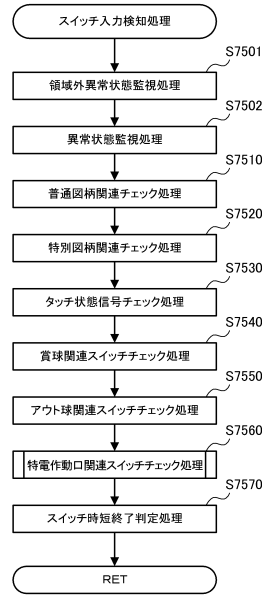 スイッチ入力検知処理
S7501
領域外異常状態監視処理
S7502
異常状態監視処理
S7510
普通図柄関連チェック処理
S7520
特別図柄関連チェック処理
S7530
タッチ状態信号チェック処理
S7540
賞球関連スイッチチェック処理
S7550
アウト球関連スイッチチェック処理
S7560
特電作動口関連スイッチチェック処理
S7570
スイッチ時短終了判定処理
RET